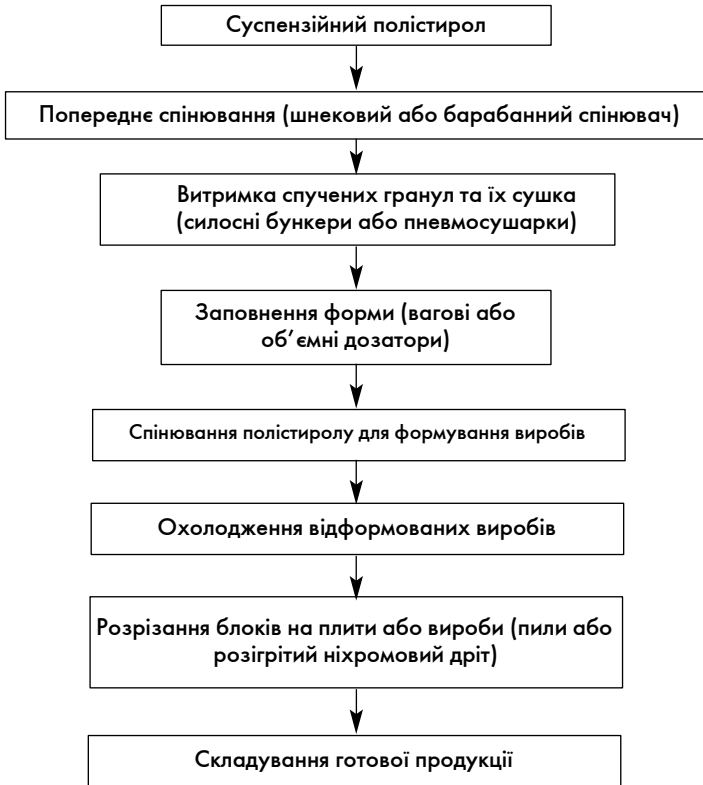 Суспензійний полістирол
Попереднє спінювання (шнековий або барабанний спінювач)
Витримка спучених гранул та їх сушка
(силосні бункери або пневмосушарки)
Заповнення форми (вагові або
об’ємні дозатори)
Спінювання полістиролу для формування виробів
Охолодження відформованих виробів
Розрізання блоків на плити або вироби (пили або
розігрітий ніхромовий дріт)
Складування готової продукції